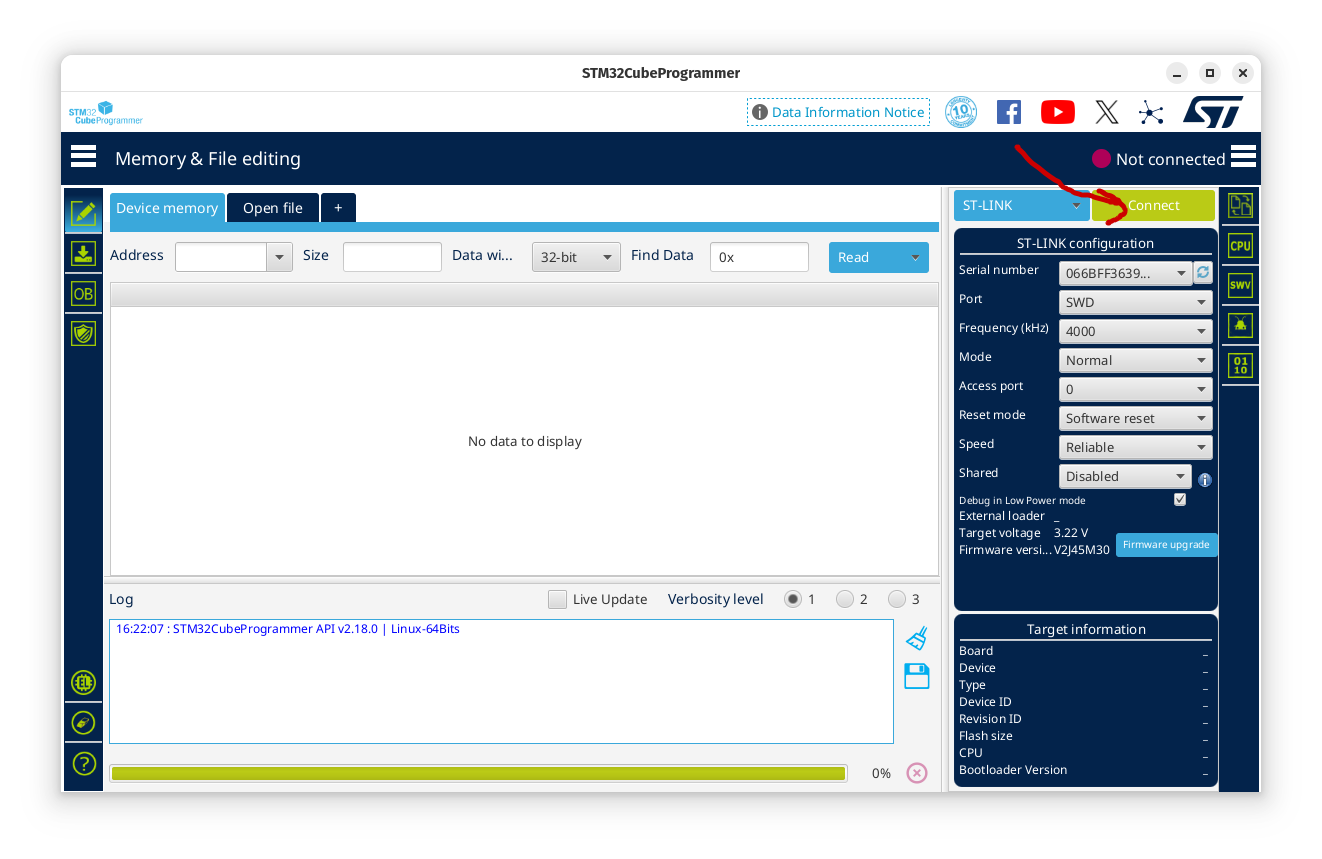 STM32CubeProgrammer
STM32
CubeProgrammer
Data Information Notice
10
Memory & File editing
Not connected
Device memory
Open file
+
ST-LINK
Connect
Address
Size
Data wi...
32-bit
Find Data
0x
Read
ST-LINK configuration
Serial number
066BFF3639...
Port
SWD
Frequency (kHz)
4000
Mode
Normal
Access port
0
Reset mode
Software reset
Speed
Reliable
Shared
Disabled
Debug in Low Power mode
External loader _
Target voltage 3.22 V
Firmware versi... V2J45M30
Firmware upgrade
OB
CPU
SWV
01
10
No data to display
Log
Live Update
Verbosity level
1
2
3
16:22:07 : STM32CubeProgrammer API v2.18.0 | Linux-64Bits
0%
EL
?
Target information
Board _
Device _
Type _
Device ID _
Revision ID _
Flash size _
CPU _
Bootloader Version _